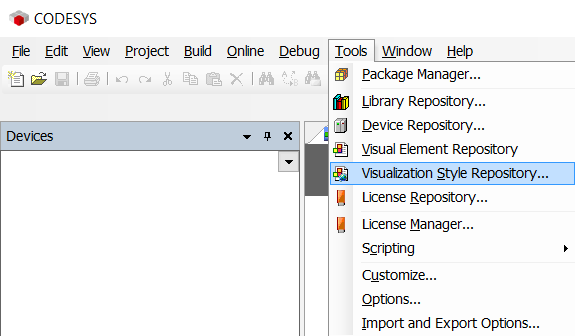 CODESYS
File Edit View Project Build Online Debug Tools Window Help
Package Manager...
Library Repository...
Device Repository...
Visual Element Repository
Visualization Style Repository...
License Repository...
License Manager...
Scripting
Customize...
Options...
Import and Export Options...
Devices